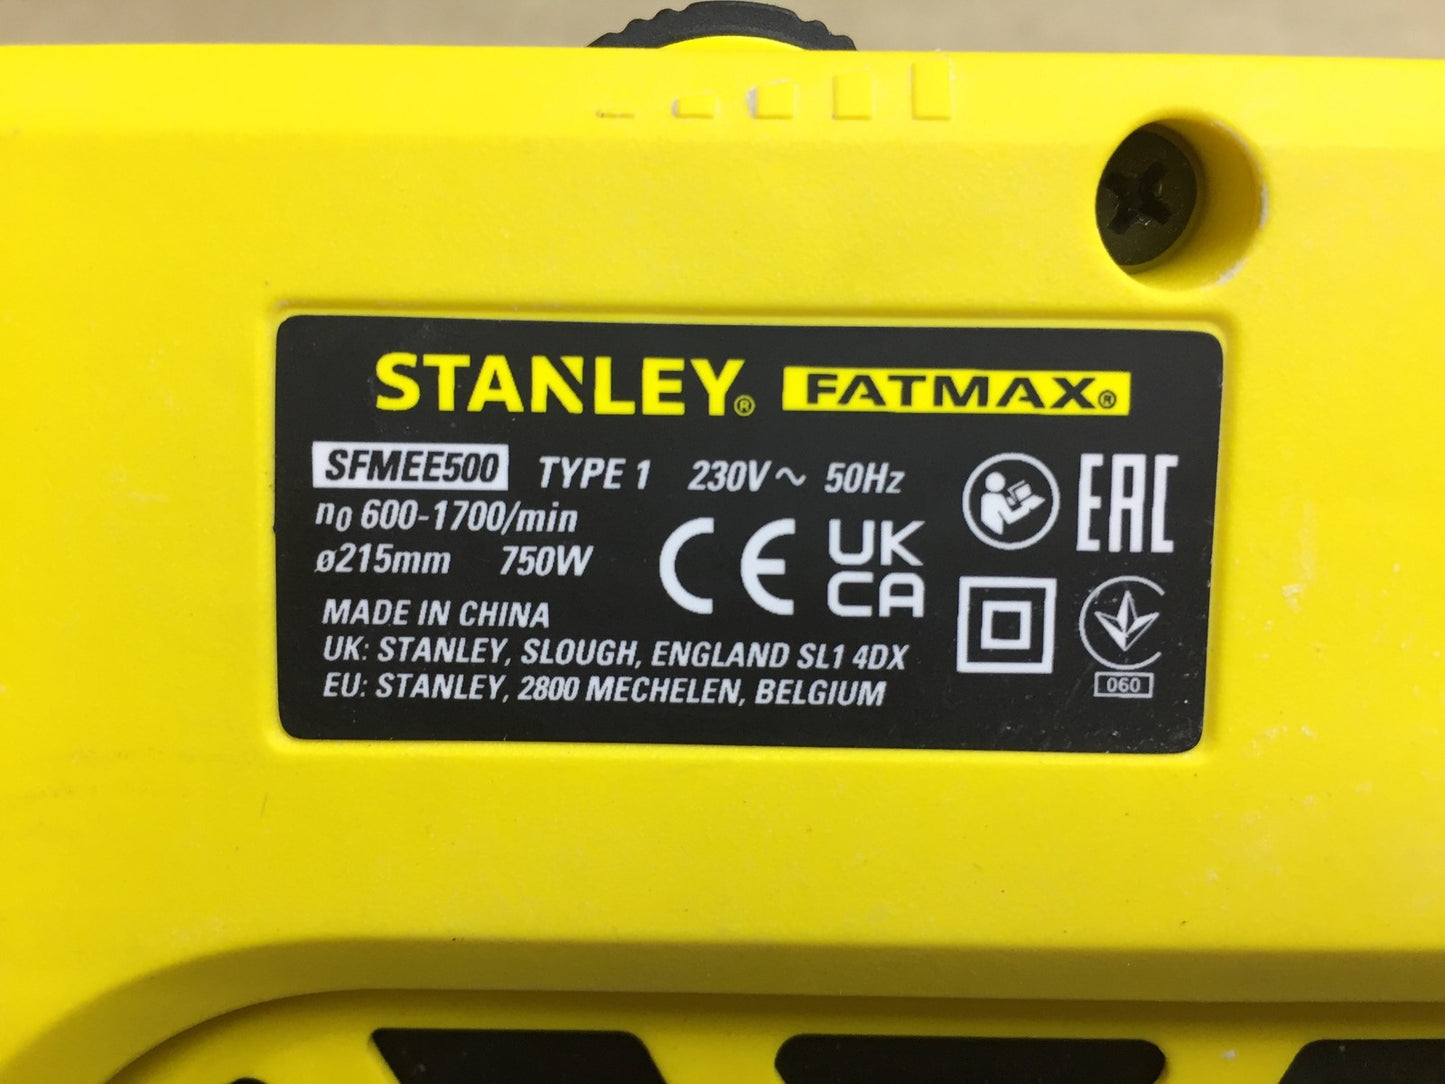 STANLEY® FATMAX®
SFMEE500 TYPE 1 230V ~ 50Hz
n0 600-1700/min
ø215mm 750W
CE UK CA EAC
MADE IN CHINA
UK: STANLEY, SLOUGH, ENGLAND SL1 4DX
EU: STANLEY, 2800 MECHELEN, BELGIUM
060